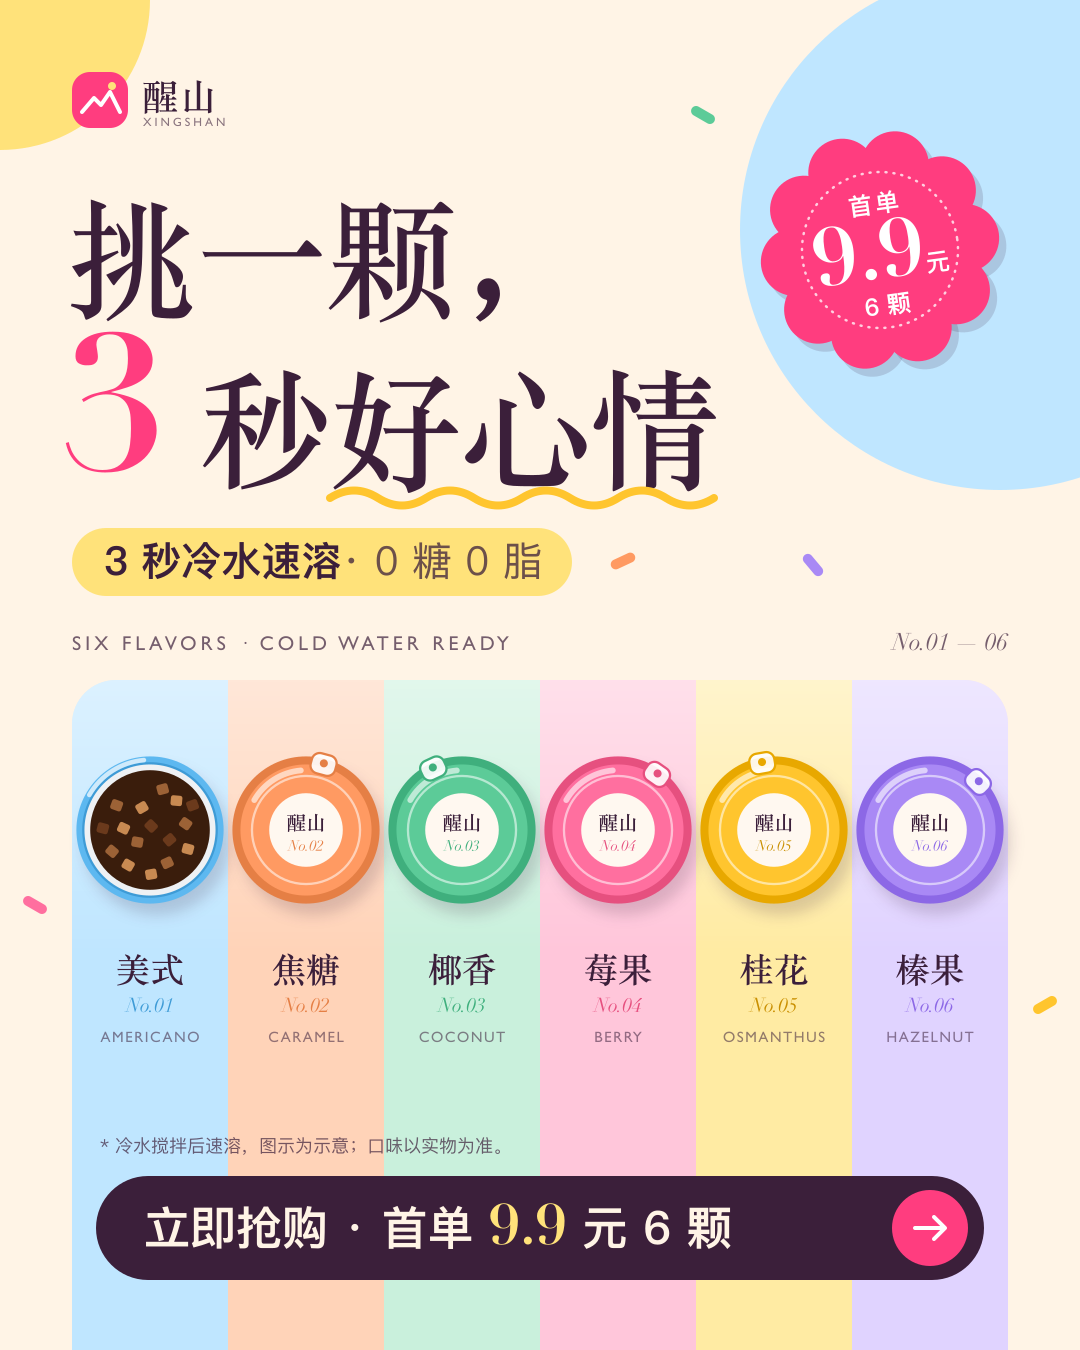 醒山
XINGSHAN
首单
9.9元
6 颗
挑一颗，
3 秒好心情
3 秒冷水速溶· 0 糖 0 脂
SIX FLAVORS · COLD WATER READY
No.01 — 06
醒山
No.02
醒山
No.03
醒山
No.04
醒山
No.05
醒山
No.06
美式
No.01
AMERICANO
焦糖
No.02
CARAMEL
椰香
No.03
COCONUT
莓果
No.04
BERRY
桂花
No.05
OSMANTHUS
榛果
No.06
HAZELNUT
* 冷水搅拌后速溶，图示为示意；口味以实物为准。
立即抢购 · 首单 9.9 元 6 颗